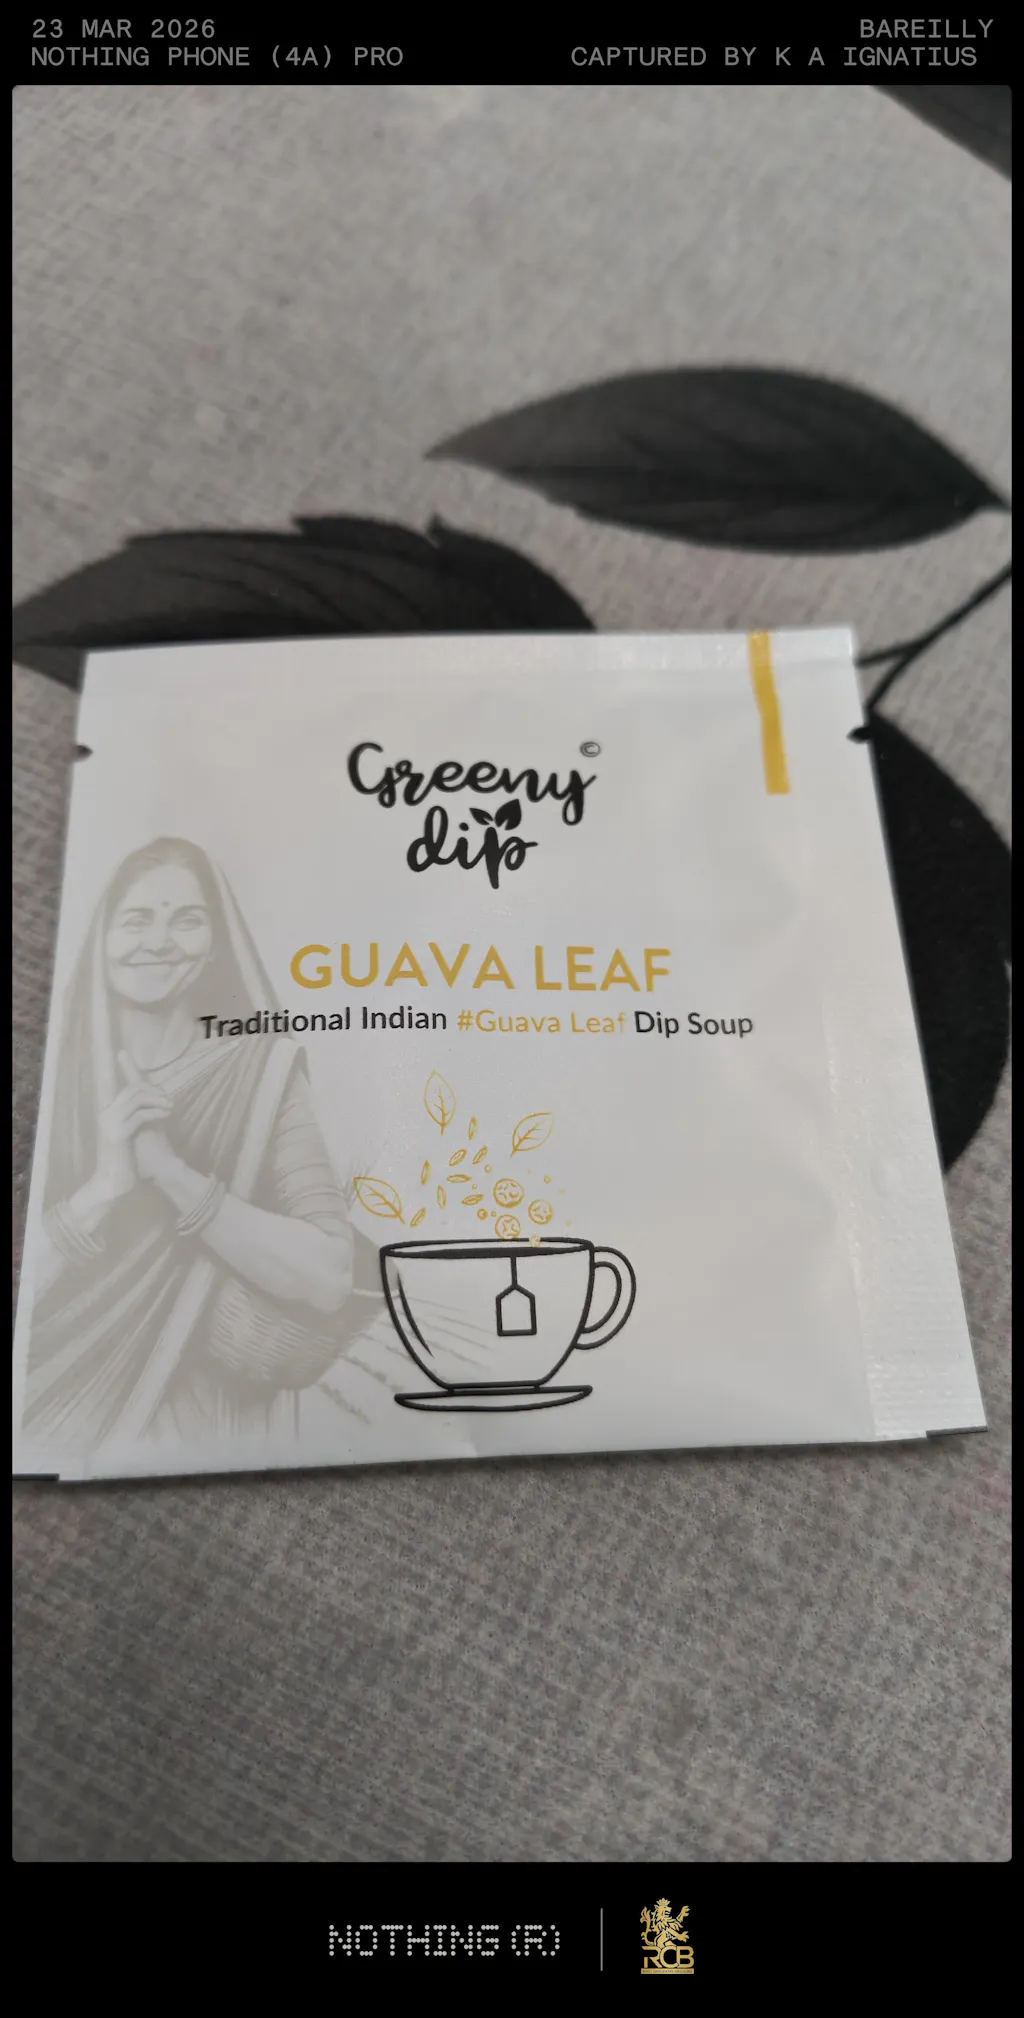 23 MAR 2026
BAREILLY
NOTHING PHONE (4A) PRO
CAPTURED BY K A IGNATIUS
Greeny©
dip
GUAVA LEAF
Traditional Indian #Guava Leaf Dip Soup
NOTHING (R)
RCB